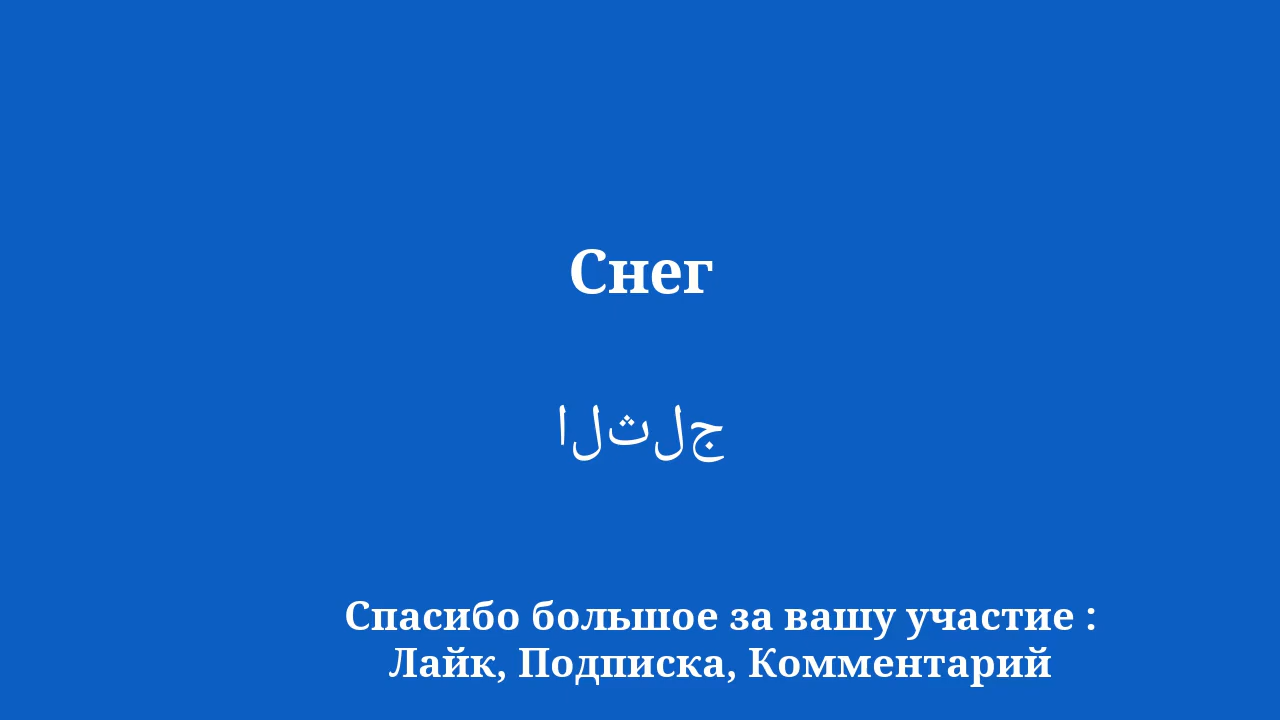 Снег
الثلج
Спасибо большое за вашу участие :
Лайк, Подписка, Комментарий